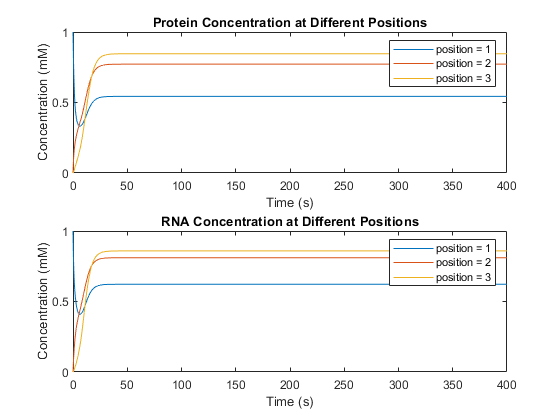 Protein Concentration at Different Positions
1
0.5
0
Concentration (mM)
position = 1
position = 2
position = 3
0 50 100 150 200 250 300 350 400
Time (s)
RNA Concentration at Different Positions
1
0.5
0
Concentration (mM)
position = 1
position = 2
position = 3
0 50 100 150 200 250 300 350 400
Time (s)